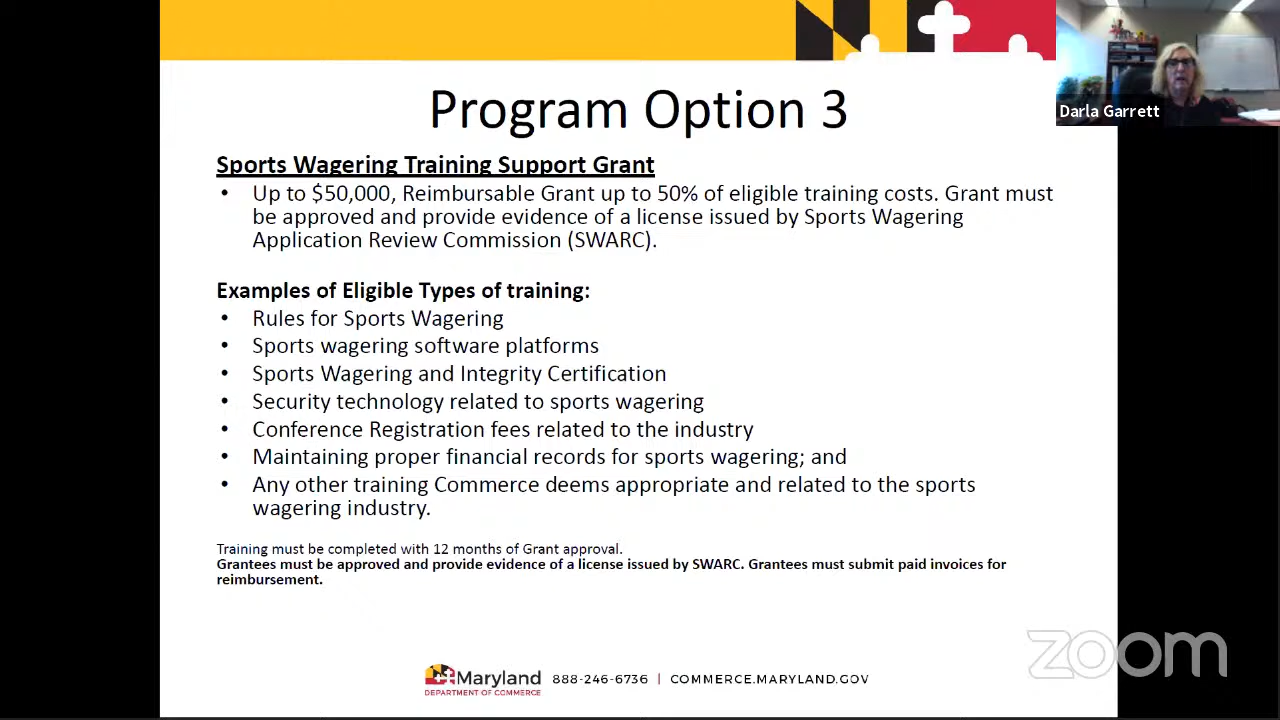 Program Option 3
Darla Garrett
Sports Wagering Training Support Grant
• Up to $50,000, Reimbursable Grant up to 50% of eligible training costs. Grant must
be approved and provide evidence of a license issued by Sports Wagering
Application Review Commission (SWARC).
Examples of Eligible Types of training:
• Rules for Sports Wagering
• Sports wagering software platforms
• Sports Wagering and Integrity Certification
• Security technology related to sports wagering
• Conference Registration fees related to the industry
• Maintaining proper financial records for sports wagering; and
• Any other training Commerce deems appropriate and related to the sports
wagering industry.
Training must be completed with 12 months of Grant approval.
Grantees must be approved and provide evidence of a license issued by SWARC. Grantees must submit paid invoices for
reimbursement.
zoom
Maryland 888-246-6736 | COMMERCE.MARYLAND.GOV
DEPARTMENT OF COMMERCE